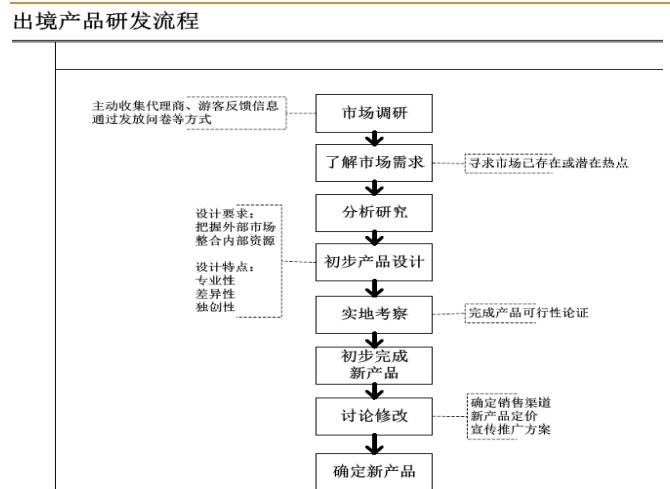 出境产品研发流程
主动收集代理商、游客反馈信息
通过发放问卷等方式
市场调研
了解市场需求
寻求市场已存在或潜在热点
分析研究
设计要求：
把握外部市场
整合内部资源
设计特点：
专业性
差异性
独创性
初步产品设计
实地考察
完成产品可行性论证
初步完成
新产品
讨论修改
确定销售渠道
新产品定价
宣传推广方案
确定新产品